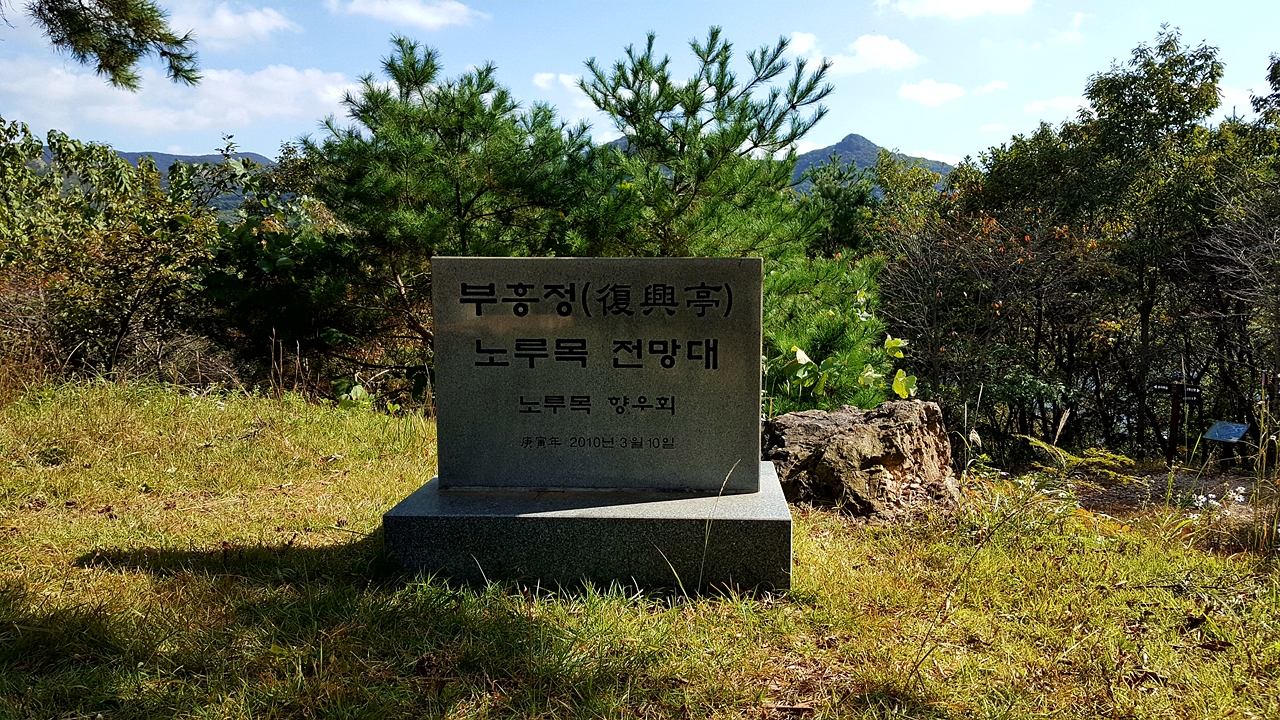 부흥정(復興亭)
노루목 전망대
노루목 향우회
庚寅年 2010년 3월 10일